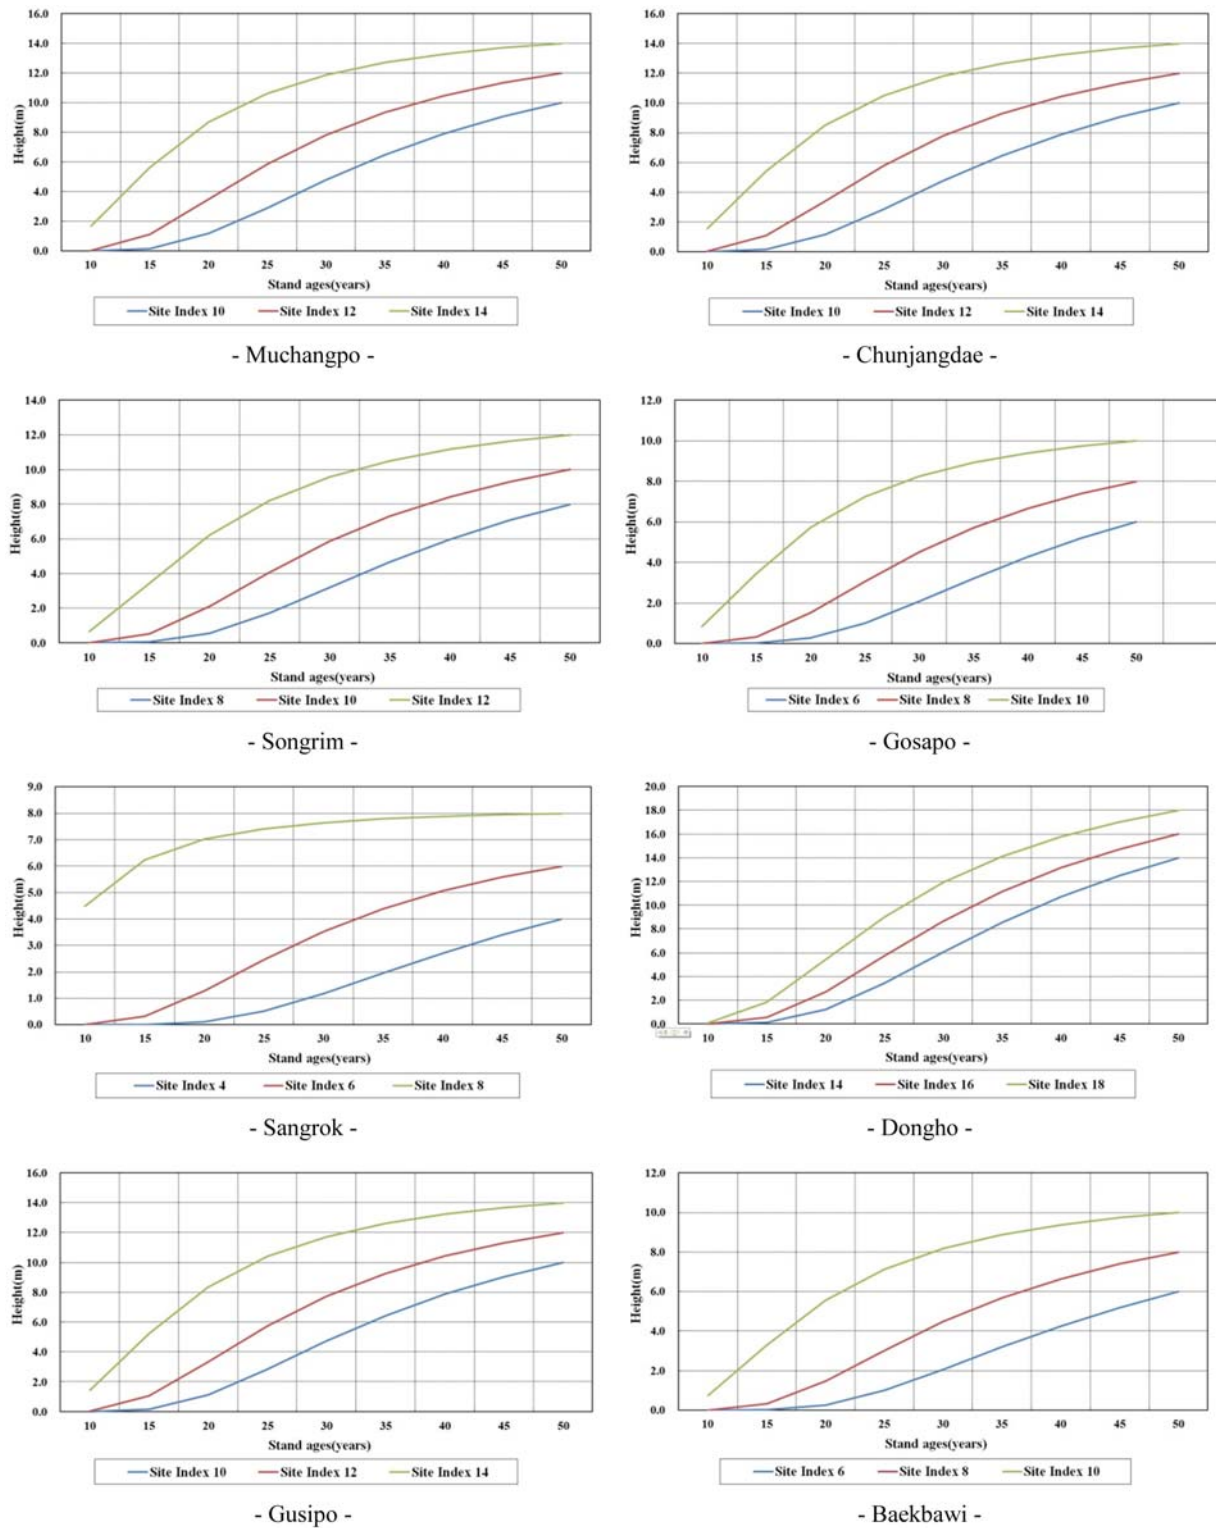 16.0
14.0
12.0
10.0
8.0
6.0
4.0
2.0
0.0
Height(m)
10 15 20 25 30 35 40 45 50
Stand ages(years)
Site Index 10 Site Index 12 Site Index 14
- Muchangpo -
16.0
14.0
12.0
10.0
8.0
6.0
4.0
2.0
0.0
Height(m)
10 15 20 25 30 35 40 45 50
Stand ages(years)
Site Index 10 Site Index 12 Site Index 14
- Chunjangdae -
14.0
12.0
10.0
8.0
6.0
4.0
2.0
0.0
Height(m)
10 15 20 25 30 35 40 45 50
Stand ages(years)
Site Index 8 Site Index 10 Site Index 12
- Songrim -
12.0
10.0
8.0
6.0
4.0
2.0
0.0
Height(m)
10 15 20 25 30 35 40 45 50
Stand ages(years)
Site Index 6 Site Index 8 Site Index 10
- Gosapo -
9.0
8.0
7.0
6.0
5.0
4.0
3.0
2.0
1.0
0.0
Height(m)
10 15 20 25 30 35 40 45 50
Stand ages(years)
Site Index 4 Site Index 6 Site Index 8
- Sangrok -
20.0
18.0
16.0
14.0
12.0
10.0
8.0
6.0
4.0
2.0
0.0
Height(m)
10 15 20 25 30 35 40 45 50
Stand ages(years)
Site Index 14 Site Index 16 Site Index 18
- Dongho -
16.0
14.0
12.0
10.0
8.0
6.0
4.0
2.0
0.0
Height(m)
10 15 20 25 30 35 40 45 50
Stand ages(years)
Site Index 10 Site Index 12 Site Index 14
- Gusipo -
12.0
10.0
8.0
6.0
4.0
2.0
0.0
Height(m)
10 15 20 25 30 35 40 45 50
Stand ages(years)
Site Index 6 Site Index 8 Site Index 10
- Baekbawi -